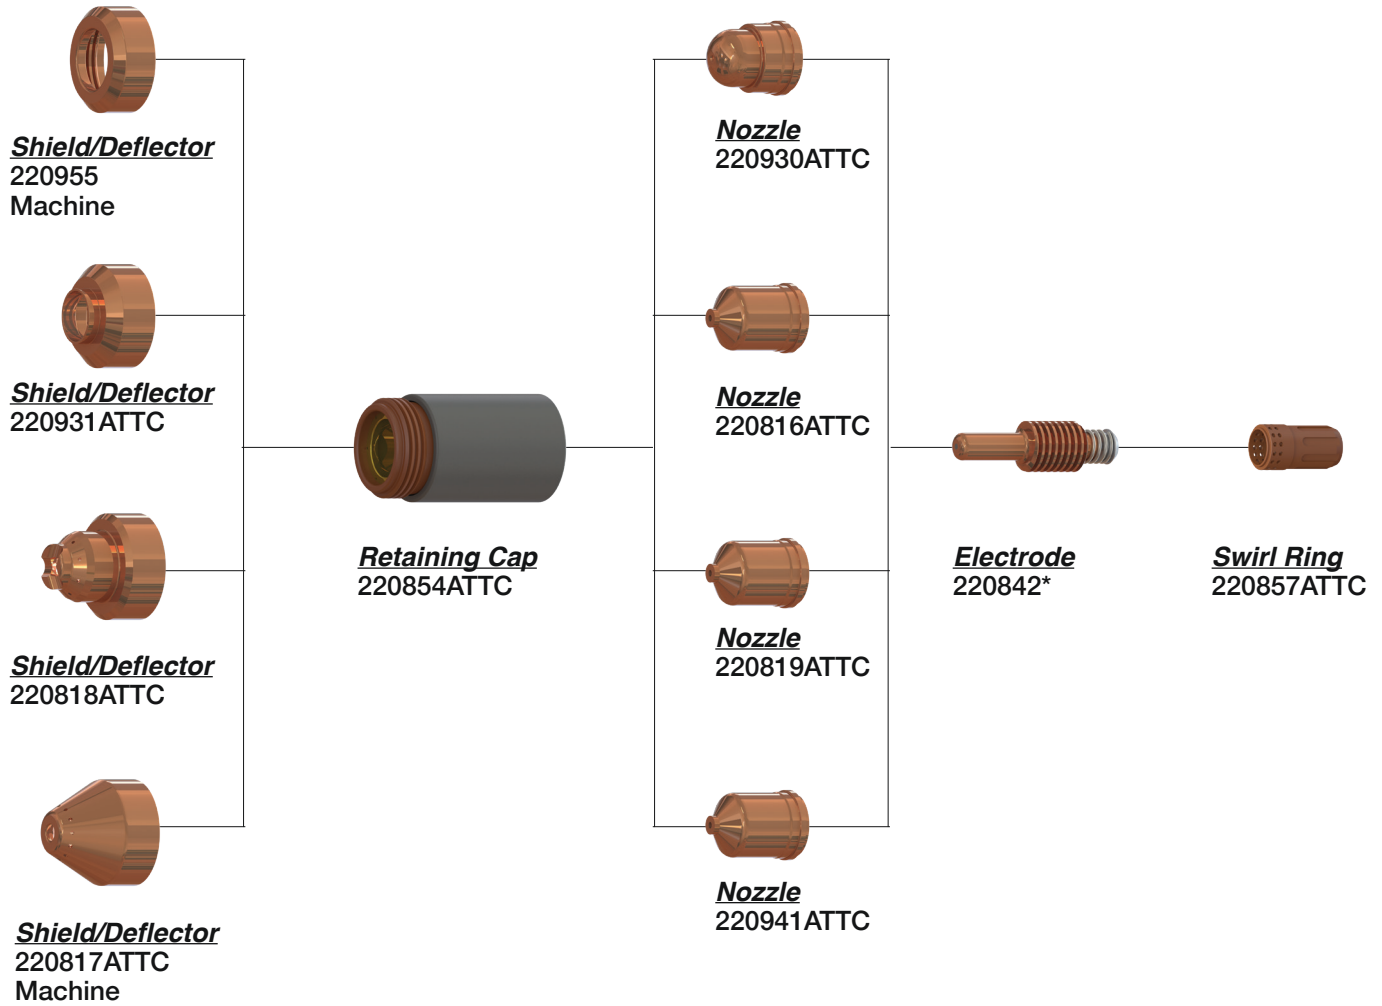 Shield/Deflector
220955
Machine
Shield/Deflector
220931ATTC
Shield/Deflector
220818ATTC
Shield/Deflector
220817ATTC
Machine
Retaining Cap
220854ATTC
Nozzle
220930ATTC
Nozzle
220816ATTC
Nozzle
220819ATTC
Nozzle
220941ATTC
Electrode
220842*
Swirl Ring
220857ATTC